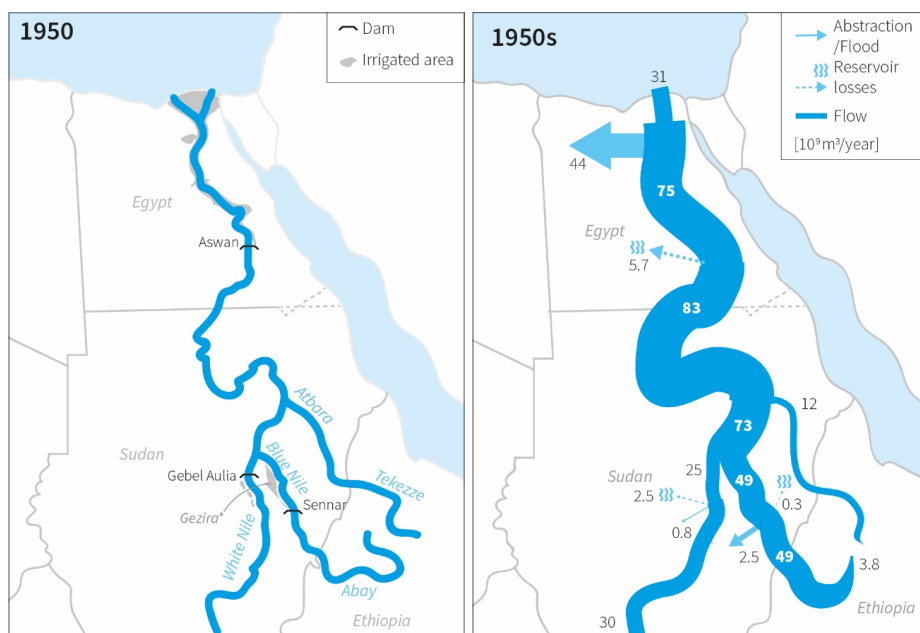 1950
Dam
Irrigated area
Egypt
Aswan
Atbara
Sudan
Blue Nile
Gebel Aulia
Tekezze
Gezira*
Sennar
White Nile
Abay
Ethiopia
1950s
Abstraction
/Flood
Reservoir
losses
Flow
[10⁹ m³/year]
31
44
75
Egypt
5.7
83
12
73
25
Sudan
49
2.5
0.3
0.8
2.5
49
3.8
Ethiopia
30